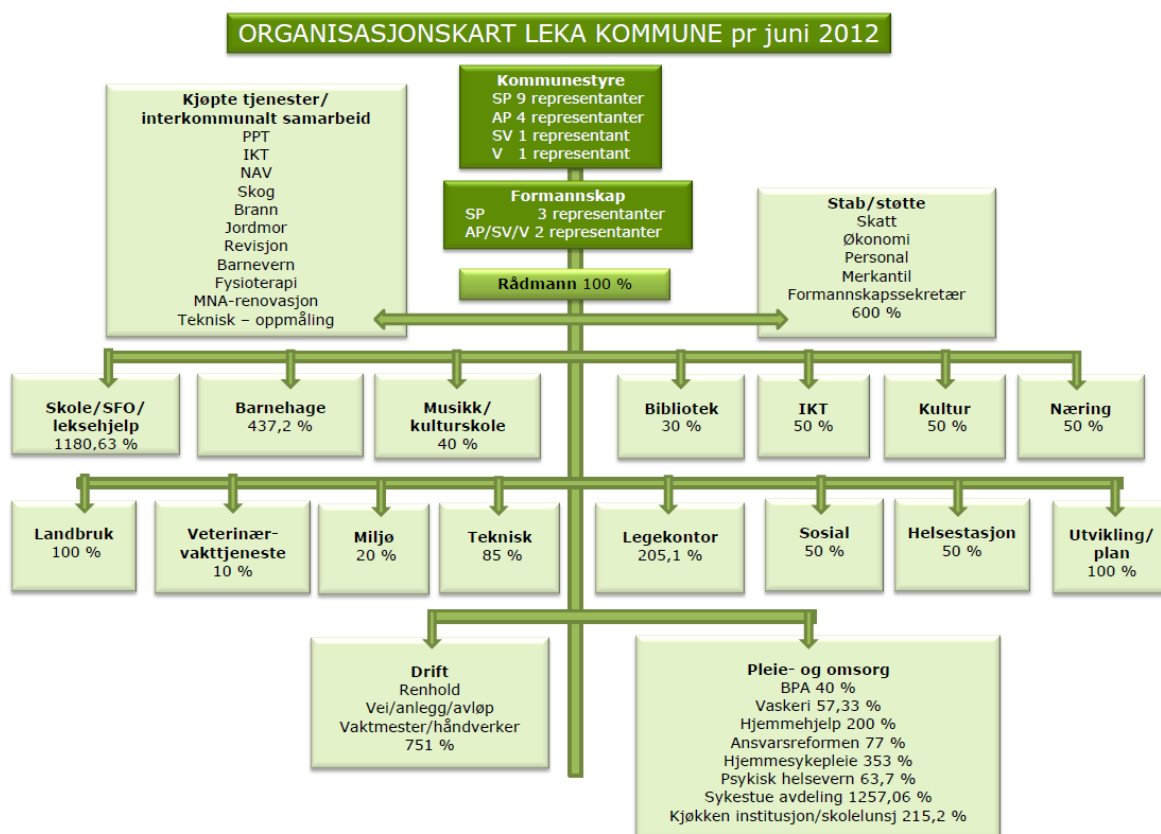 ORGANISASJONSKART LEKA KOMMUNE pr juni 2012
Kommunestyre
SP 9 representanter
AP 4 representanter
SV 1 representant
V 1 representant
Kjøpte tjenester/
interkommunalt samarbeid
PPT
IKT
NAV
Skog
Brann
Jordmor
Revisjon
Barnevern
Fysioterapi
MNA-renovasjon
Teknisk – oppmåling
Formannskap
SP 3 representanter
AP/SV/V 2 representanter
Stab/støtte
Skatt
Økonomi
Personal
Merkantil
Formannskapssekretær
600 %
Rådmann 100 %
Skole/SFO/
leksehjelp
1180,63 %
Barnehage
437,2 %
Musikk/
kulturskole
40 %
Bibliotek
30 %
IKT
50 %
Kultur
50 %
Næring
50 %
Landbruk
100 %
Veterinær-
vakttjeneste
10 %
Miljø
20 %
Teknisk
85 %
Legekontor
205,1 %
Sosial
50 %
Helsestasjon
50 %
Utvikling/
plan
100 %
Drift
Renhold
Vei/anlegg/avløp
Vaktmester/håndverker
751 %
Pleie- og omsorg
BPA 40 %
Vaskeri 57,33 %
Hjemmehjelp 200 %
Ansvarsreformen 77 %
Hjemmesykepleie 353 %
Psykisk helsevern 63,7 %
Sykestue avdeling 1257,06 %
Kjøkken institusjon/skolelunsj 215,2 %